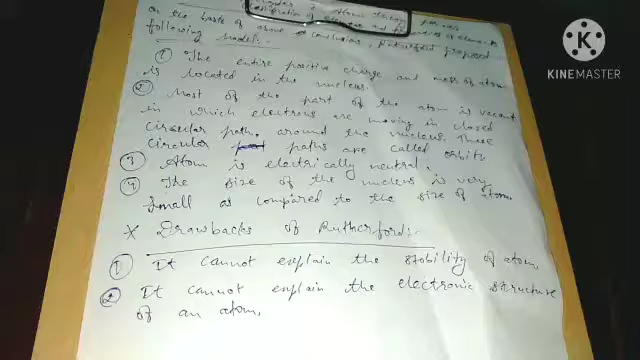 on the basis of above conclusion, Rutherford proposed
following model:-
① The entire positive charge and mass of atom
is located in the nucleus.
② Most of the part of the atom is vacant
in which electrons are moving in closed
circular path, around the nucleus. These
circular paths are called orbits
③ Atom is electrically neutral.
④ The size of the nucleus is very
small as compared to the size of atom.
X Drawbacks of Rutherford:-
① It cannot explain the stability of atom.
② It cannot explain the electronic structure
of an atom.
KINEMASTER